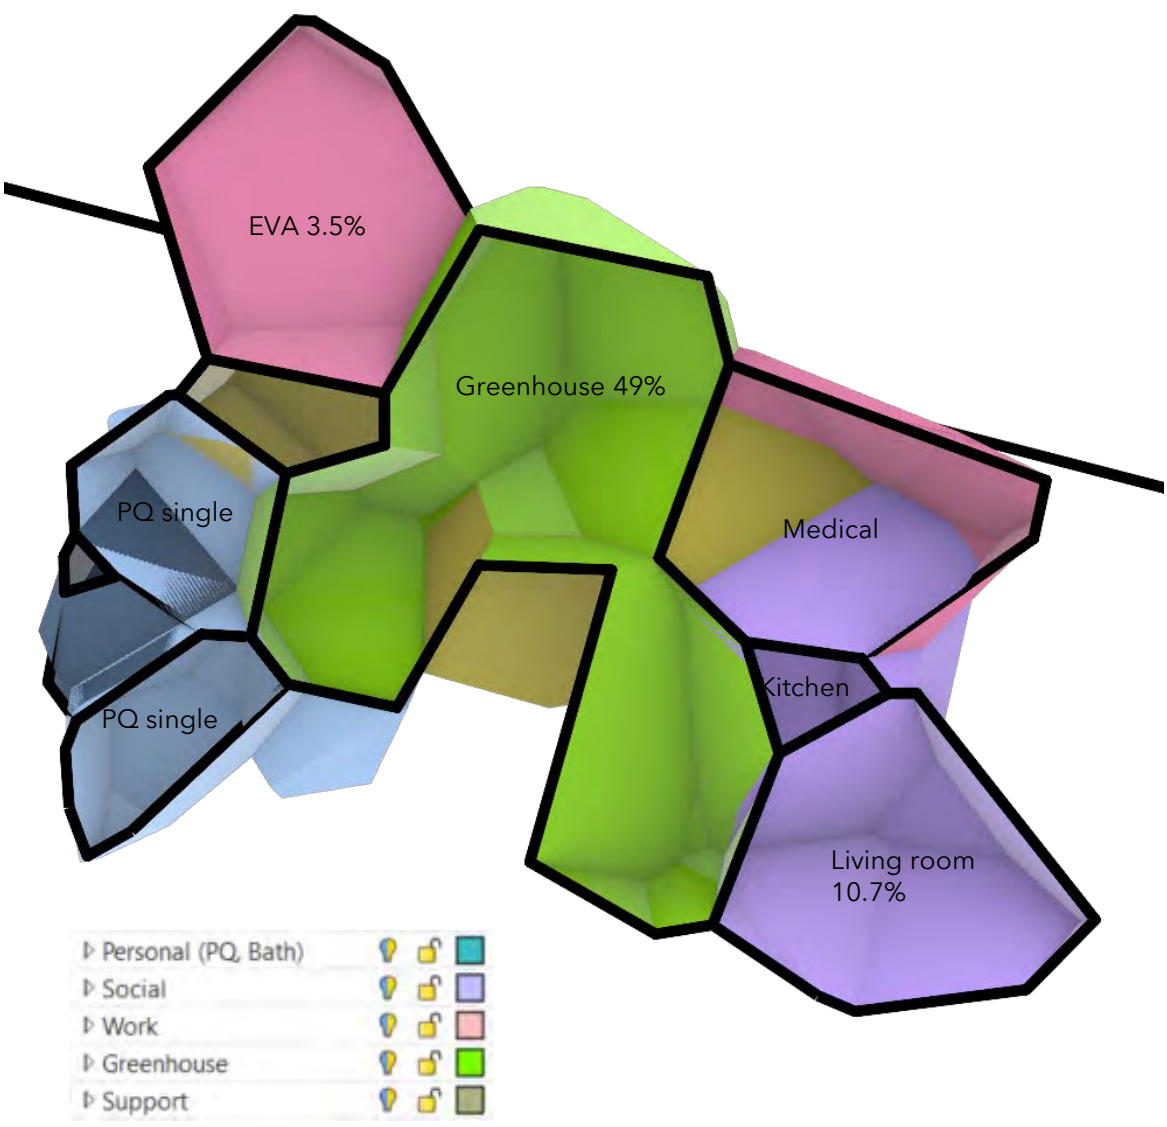 EVA 3.5%
Greenhouse 49%
PQ single
Medical
Kitchen
PQ single
Living room
10.7%
Personal (PQ, Bath)
Social
Work
Greenhouse
Support